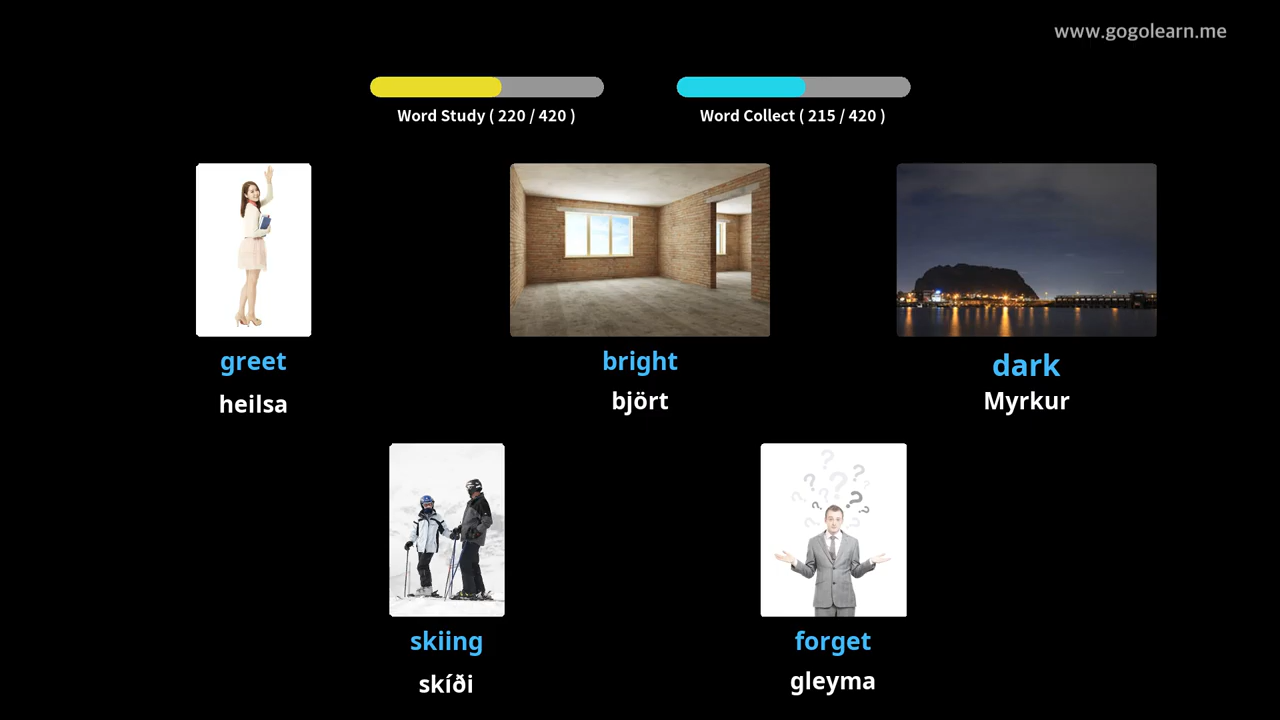 www.gogolearn.me
Word Study ( 220 / 420 )
Word Collect ( 215 / 420 )
greet
heilsa
bright
björt
dark
Myrkur
skiing
skíði
forget
gleyma